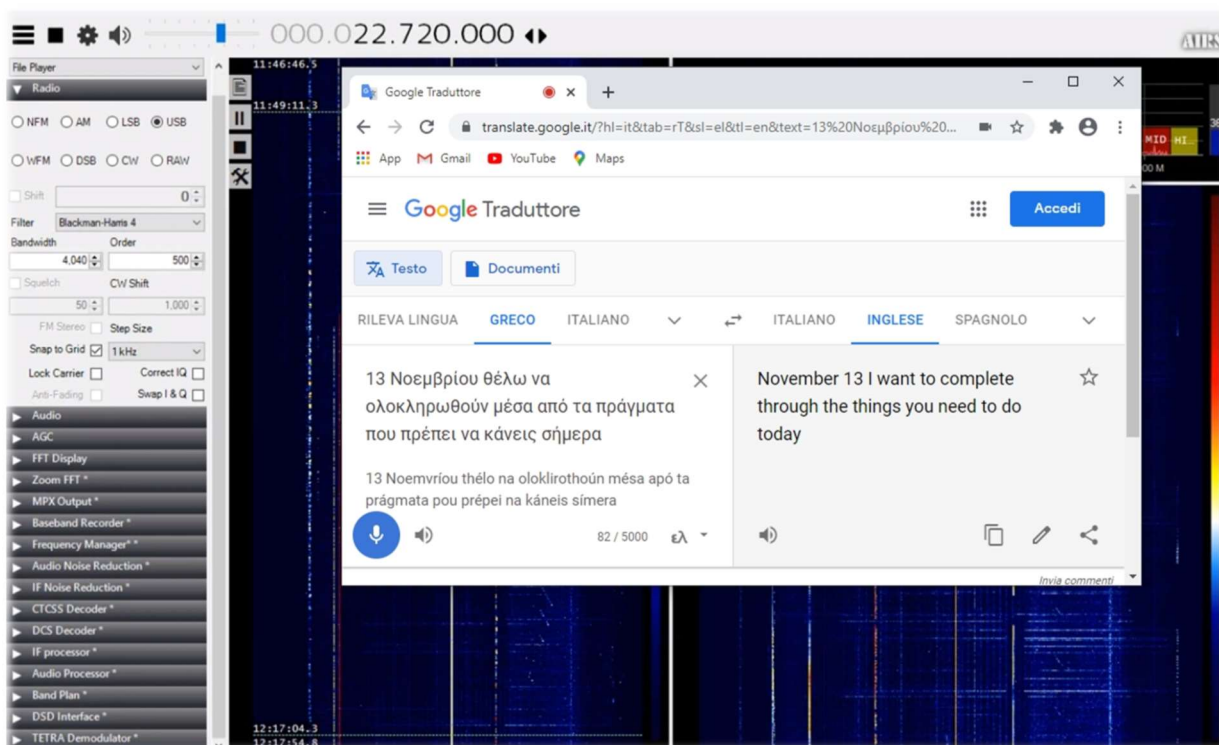 000.022.720.000
File Player
Radio
NFM AM LSB USB
WFM DSB CW RAW
Shift 0
Filter Blackman-Harris 4
Bandwidth Order
4,040 500
Squelch CW Shift
50 1,000
FM Stereo Step Size
Snap to Grid 1 kHz
Lock Carrier Correct IQ
Anti-Fading Swap I & Q
Audio
AGC
FFT Display
Zoom FFT *
MPX Output *
Baseband Recorder *
Frequency Manager* *
Audio Noise Reduction *
IF Noise Reduction *
CTCSS Decoder *
DCS Decoder *
IF processor *
Audio Processor *
Band Plan *
DSD Interface *
TETRA Demodulator *
11:46:46.5
11:49:11.3
12:17:04.3
12:17:54.8
Google Traduttore
translate.google.it/?hl=it&tab=rT&sl=el&tl=en&text=13%20Νοεμβρίου%20...
App Gmail YouTube Maps
Google Traduttore
Accedi
Testo Documenti
RILEVA LINGUA GRECO ITALIANO ITALIANO INGLESE SPAGNOLO
13 Νοεμβρίου θέλω να
ολοκληρωθούν μέσα από τα πράγματα
που πρέπει να κάνεις σήμερα
13 Noemvríou thélo na oloklirothoún mésa apó ta
prágmata pou prépei na káneis símera
82 / 5000 ελ
November 13 I want to complete
through the things you need to do
today
Invia commenti
MID HI...
00 M